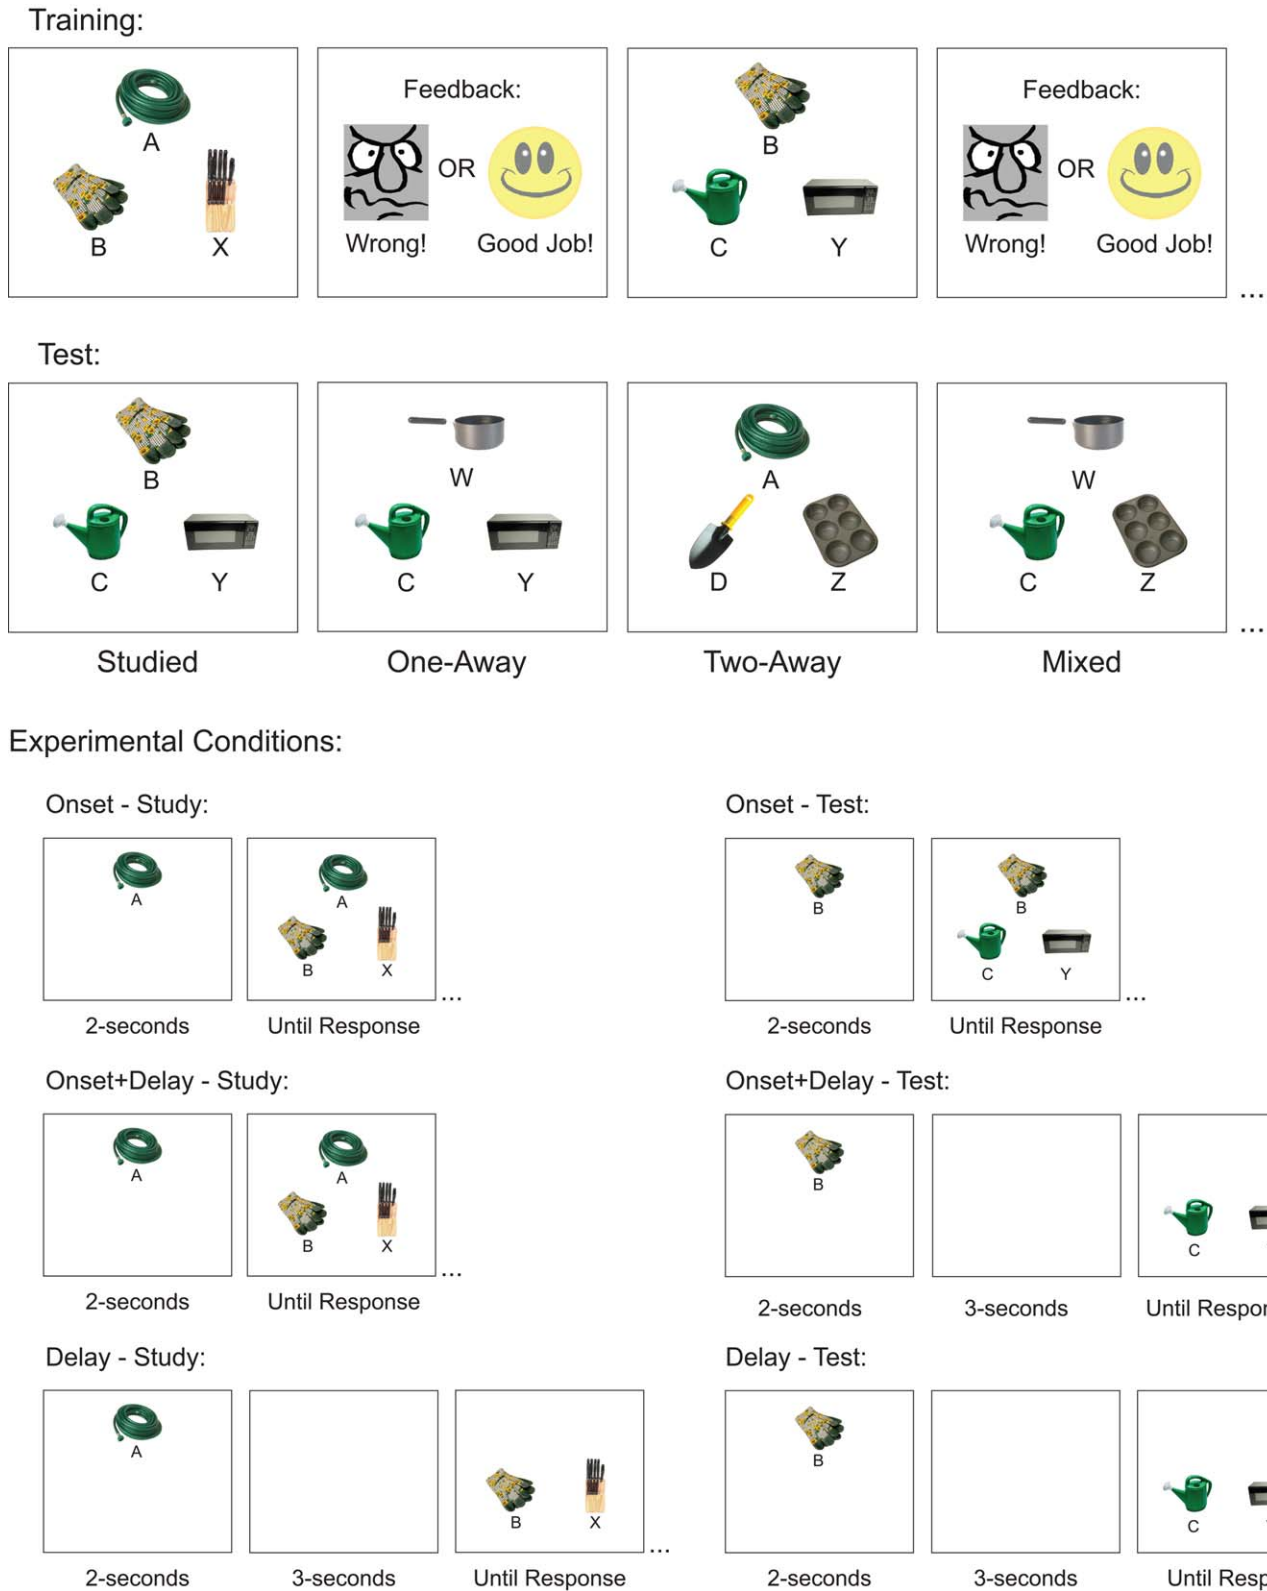 Training:
A
B X
Feedback:
OR
Wrong! Good Job!
B
C Y
Feedback:
OR
Wrong! Good Job!
...
Test:
B
C Y
W
C Y
A
D Z
W
C Z
...
Studied One-Away Two-Away Mixed
Experimental Conditions:
Onset - Study:
A
A
B X
...
2-seconds Until Response
Onset - Test:
B
B
C Y
...
2-seconds Until Response
Onset+Delay - Study:
A
A
B X
...
2-seconds Until Response
Onset+Delay - Test:
B
C
2-seconds 3-seconds Until
Delay - Study:
A
B X
...
2-seconds 3-seconds Until Response
Delay - Test:
B
C
2-seconds 3-seconds Until